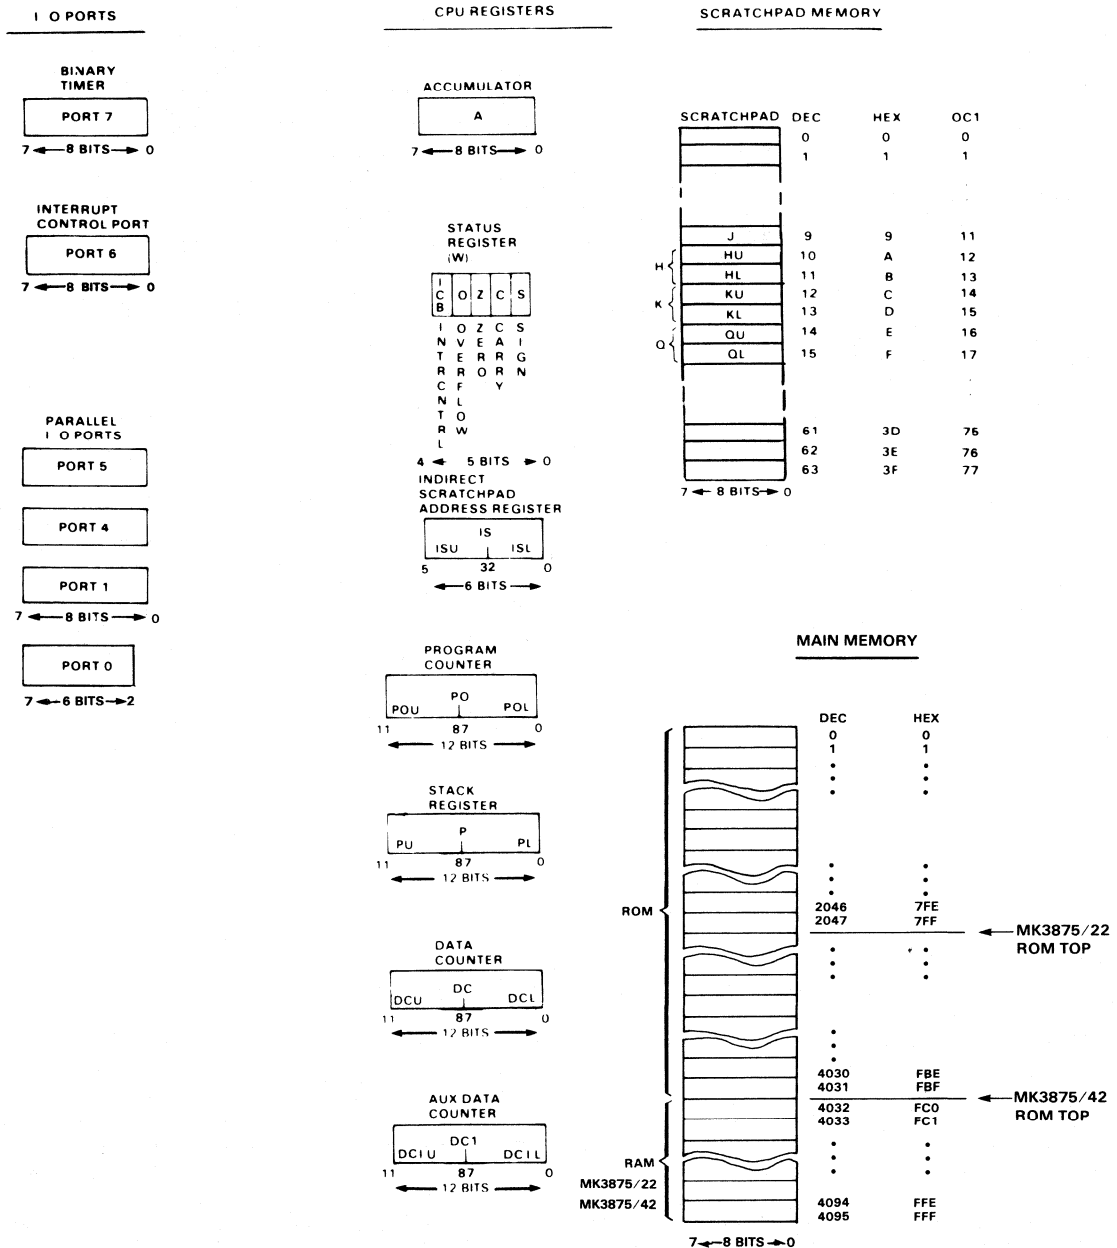 I O PORTS
BINARY
TIMER
PORT 7
7 8 BITS 0
INTERRUPT
CONTROL PORT
PORT 6
7 8 BITS 0
PARALLEL
I O PORTS
PORT 5
PORT 4
PORT 1
7 8 BITS 0
PORT 0
7 6 BITS 2
CPU REGISTERS
ACCUMULATOR
A
7 8 BITS 0
STATUS
REGISTER
(W)
ICB O Z C S
INTRCNTRL
OVERFLOW
ZERO
CARRY
SIGN
4 5 BITS 0
INDIRECT
SCRATCHPAD
ADDRESS REGISTER
IS
ISU ISL
5 32 0
6 BITS
PROGRAM
COUNTER
PO
POU POL
11 87 0
12 BITS
STACK
REGISTER
P
PU PL
11 87 0
12 BITS
DATA
COUNTER
DC
DCU DCL
11 87 0
12 BITS
AUX DATA
COUNTER
DC1
DC1U DC1L
11 87 0
12 BITS
SCRATCHPAD MEMORY
SCRATCHPAD DEC HEX OC1
0 0 0
1 1 1
J 9 9 11
H
HU 10 A 12
HL 11 B 13
K
KU 12 C 14
KL 13 D 15
Q
QU 14 E 16
QL 15 F 17
61 3D 75
62 3E 76
63 3F 77
7 8 BITS 0
MAIN MEMORY
DEC HEX
0 0
1 1
ROM
2046 7FE
2047 7FF
MK3875/22
ROM TOP
4030 FBE
4031 FBF
MK3875/42
ROM TOP
4032 FC0
4033 FC1
RAM
MK3875/22
MK3875/42
4094 FFE
4095 FFF
7 8 BITS 0